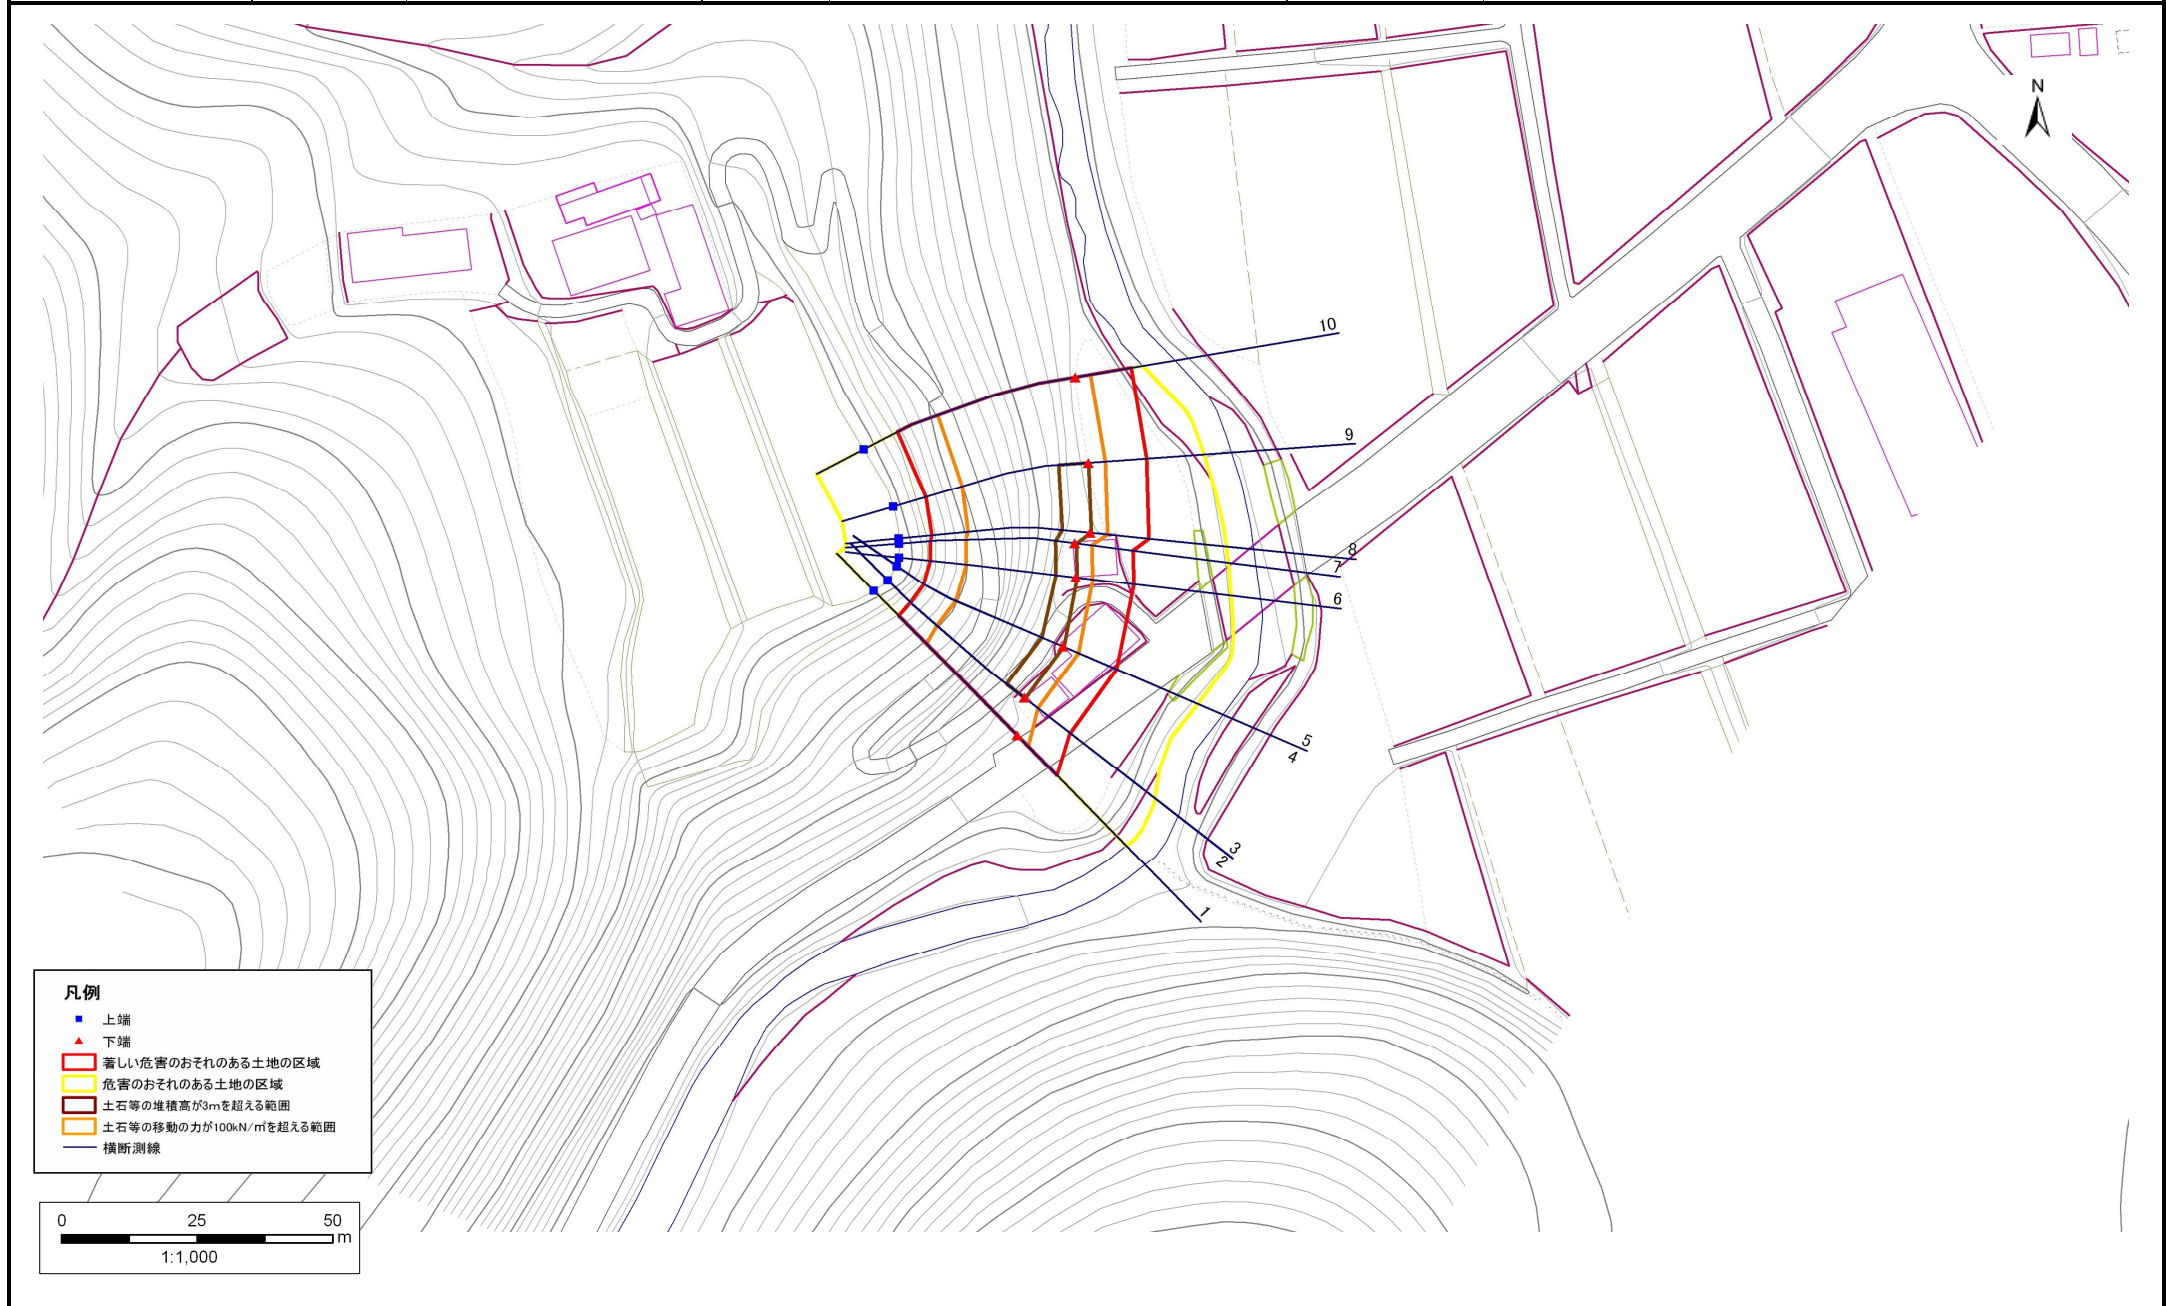 N
10
9
8
7
6
5
4
3
2
1
凡例
上端
下端
著しい危害のおそれのある土地の区域
危害のおそれのある土地の区域
土石等の堆積高が3mを超える範囲
土石等の移動の力が100kN/㎡を超える範囲
横断測線
0 25 50 m
1:1,000